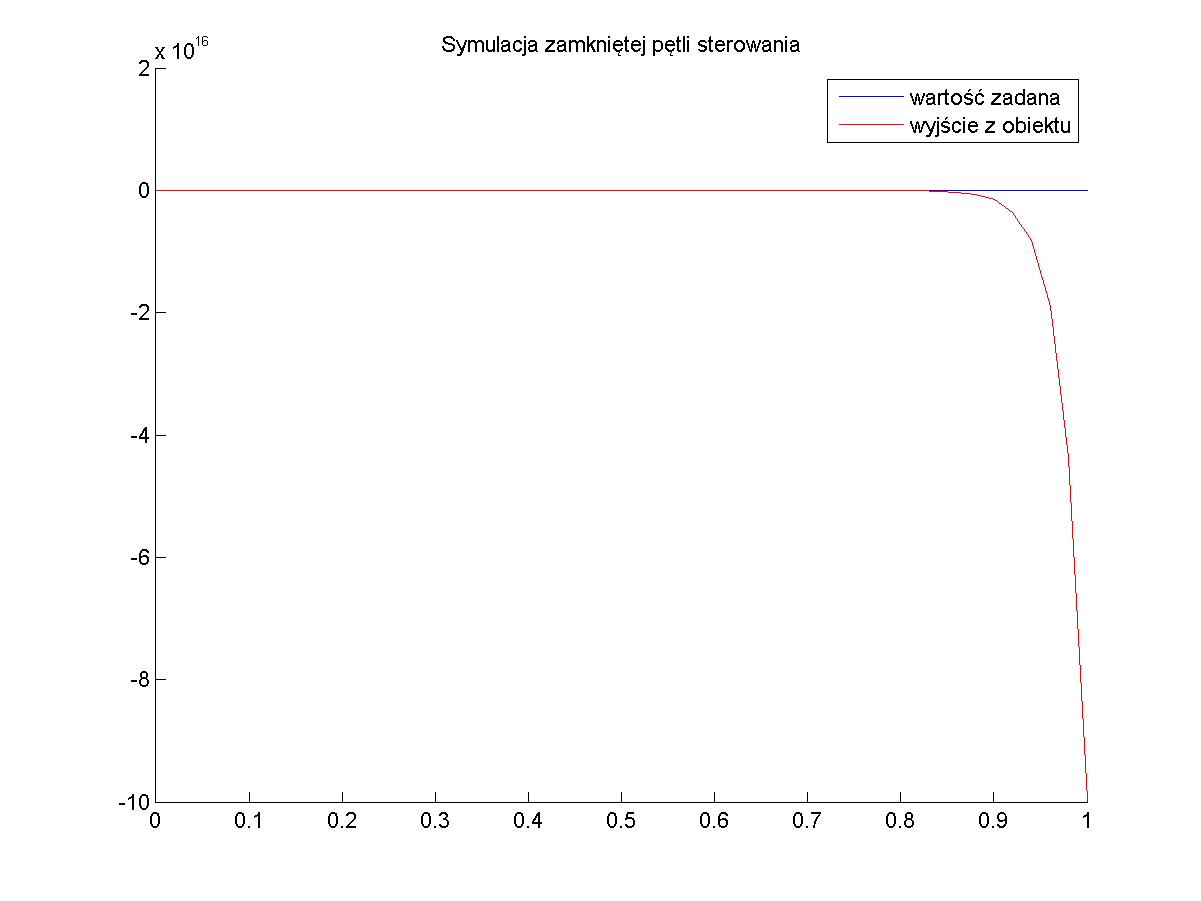 Symulacja zamkniętej pętli sterowania
x 10^16
wartość zadana
wyjście z obiektu
2
0
-2
-4
-6
-8
-10
0 0.1 0.2 0.3 0.4 0.5 0.6 0.7 0.8 0.9 1